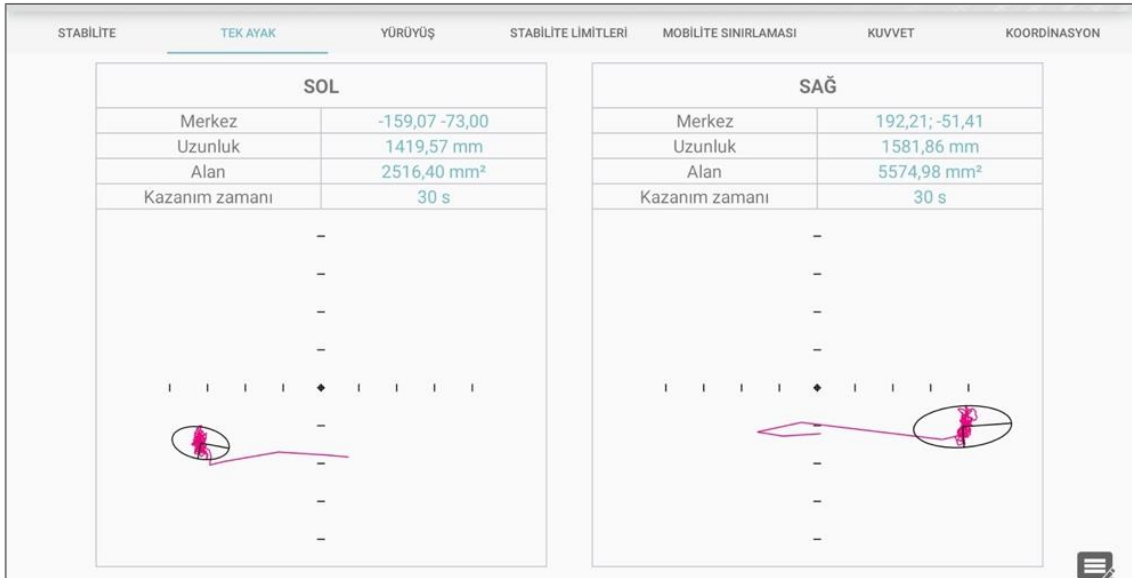 STABİLİTE TEK AYAK YÜRÜYÜŞ STABİLİTE LİMİTLERİ MOBİLİTE SINIRLAMASI KUVVET KOORDİNASYON
SOL
Merkez -159,07 -73,00
Uzunluk 1419,57 mm
Alan 2516,40 mm²
Kazanım zamanı 30 s
SAĞ
Merkez 192,21; -51,41
Uzunluk 1581,86 mm
Alan 5574,98 mm²
Kazanım zamanı 30 s